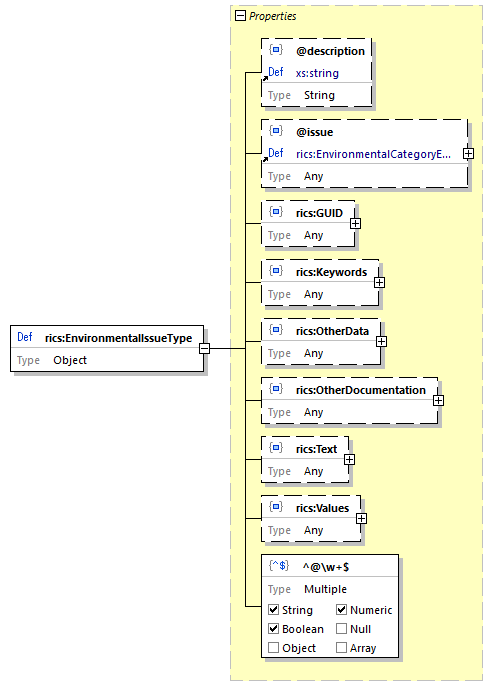 Properties
@description
Def xs:string
Type String
@issue
Def rics:EnvironmentalCategoryE...
Type Any
rics:GUID
Type Any
rics:Keywords
Type Any
rics:OtherData
Type Any
Def rics:EnvironmentalIssueType
Type Object
rics:OtherDocumentation
Type Any
rics:Text
Type Any
rics:Values
Type Any
{^$} ^@\w+$
Type Multiple
String Numeric
Boolean Null
Object Array